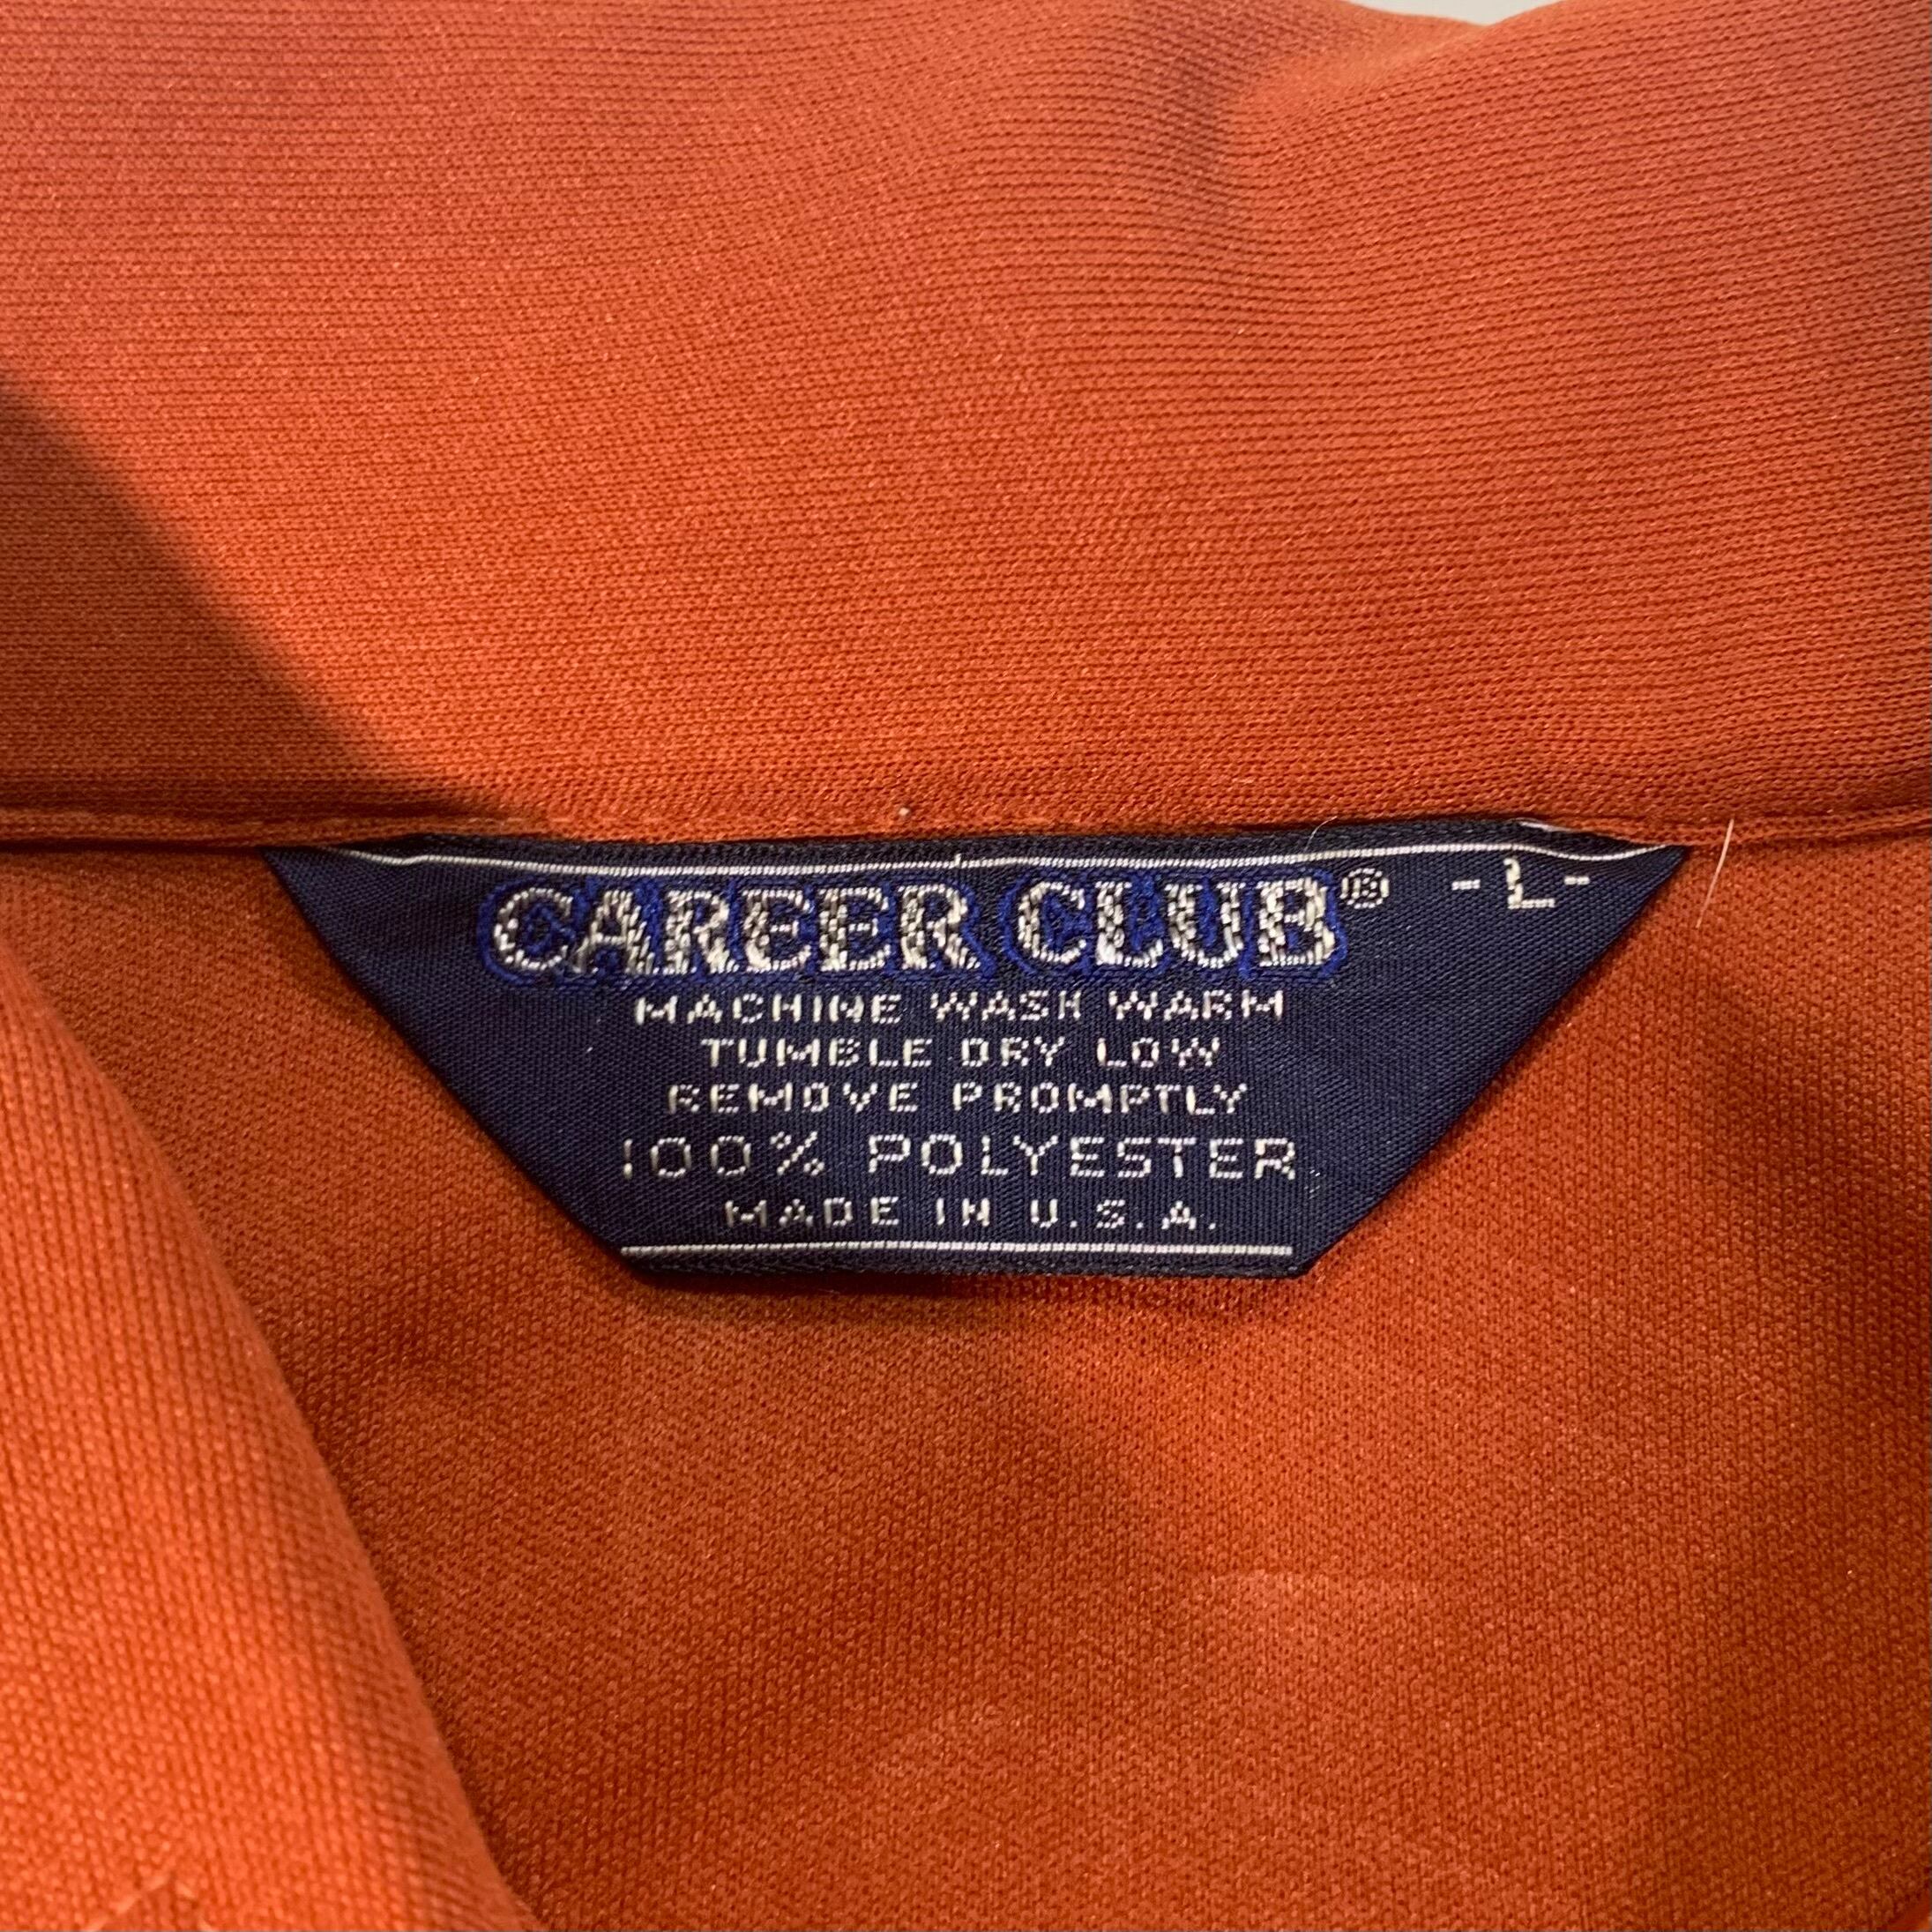 CAREER CLUB® -L-
MACHINE WASH WARM
TUMBLE DRY LOW
REMOVE PROMPTLY
100% POLYESTER
MADE IN U.S.A.